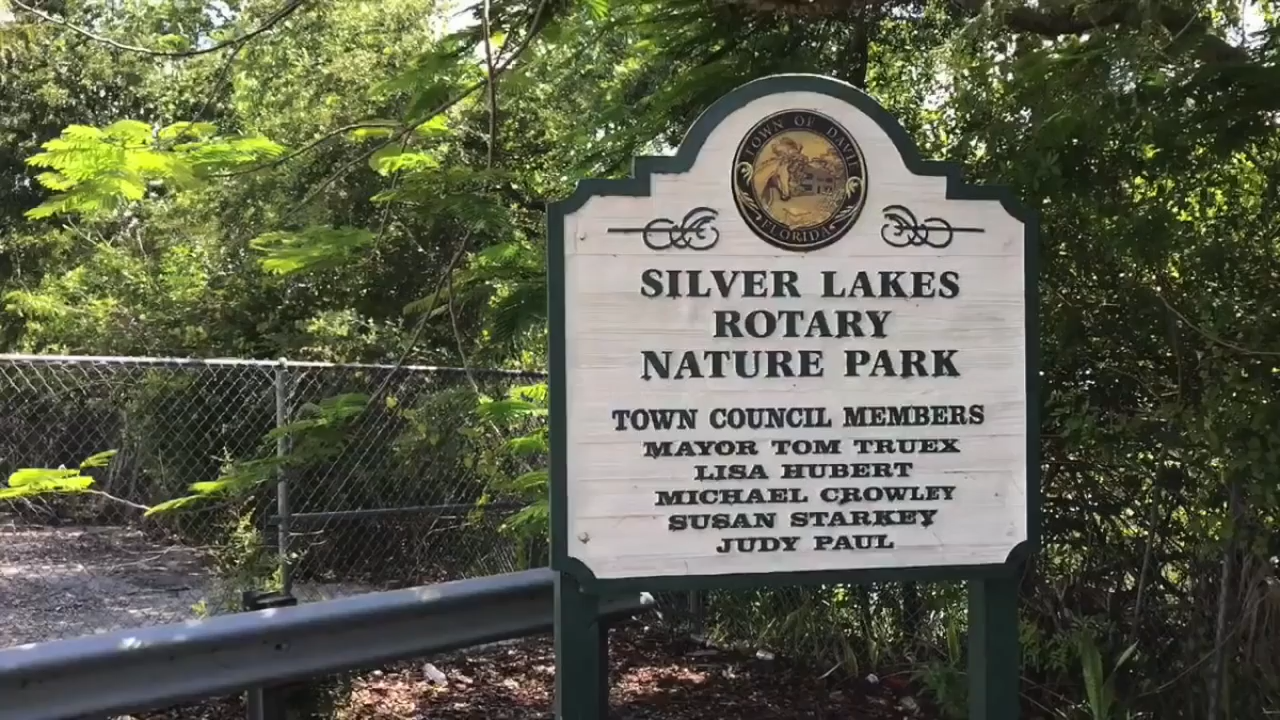 TOWN OF DAVIE
FLORIDA
SILVER LAKES
ROTARY
NATURE PARK
TOWN COUNCIL MEMBERS
MAYOR TOM TRUEX
LISA HUBERT
MICHAEL CROWLEY
SUSAN STARKEY
JUDY PAUL